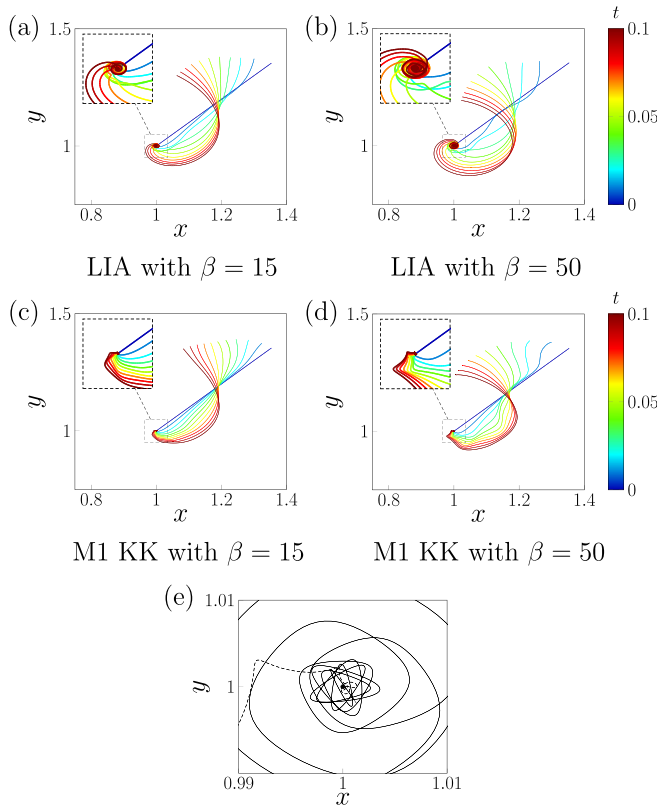 (a) (b) t
1.5 1.5 0.1
y 1 y 1 0.05
0.8 1 1.2 1.4 0.8 1 1.2 1.4 0
x x
LIA with β = 15 LIA with β = 50
(c) (d) t
1.5 1.5 0.1
y 1 y 1 0.05
0.8 1 1.2 1.4 0.8 1 1.2 1.4 0
x x
M1 KK with β = 15 M1 KK with β = 50
(e)
1.01
y 1
0.99 1 1.01
x